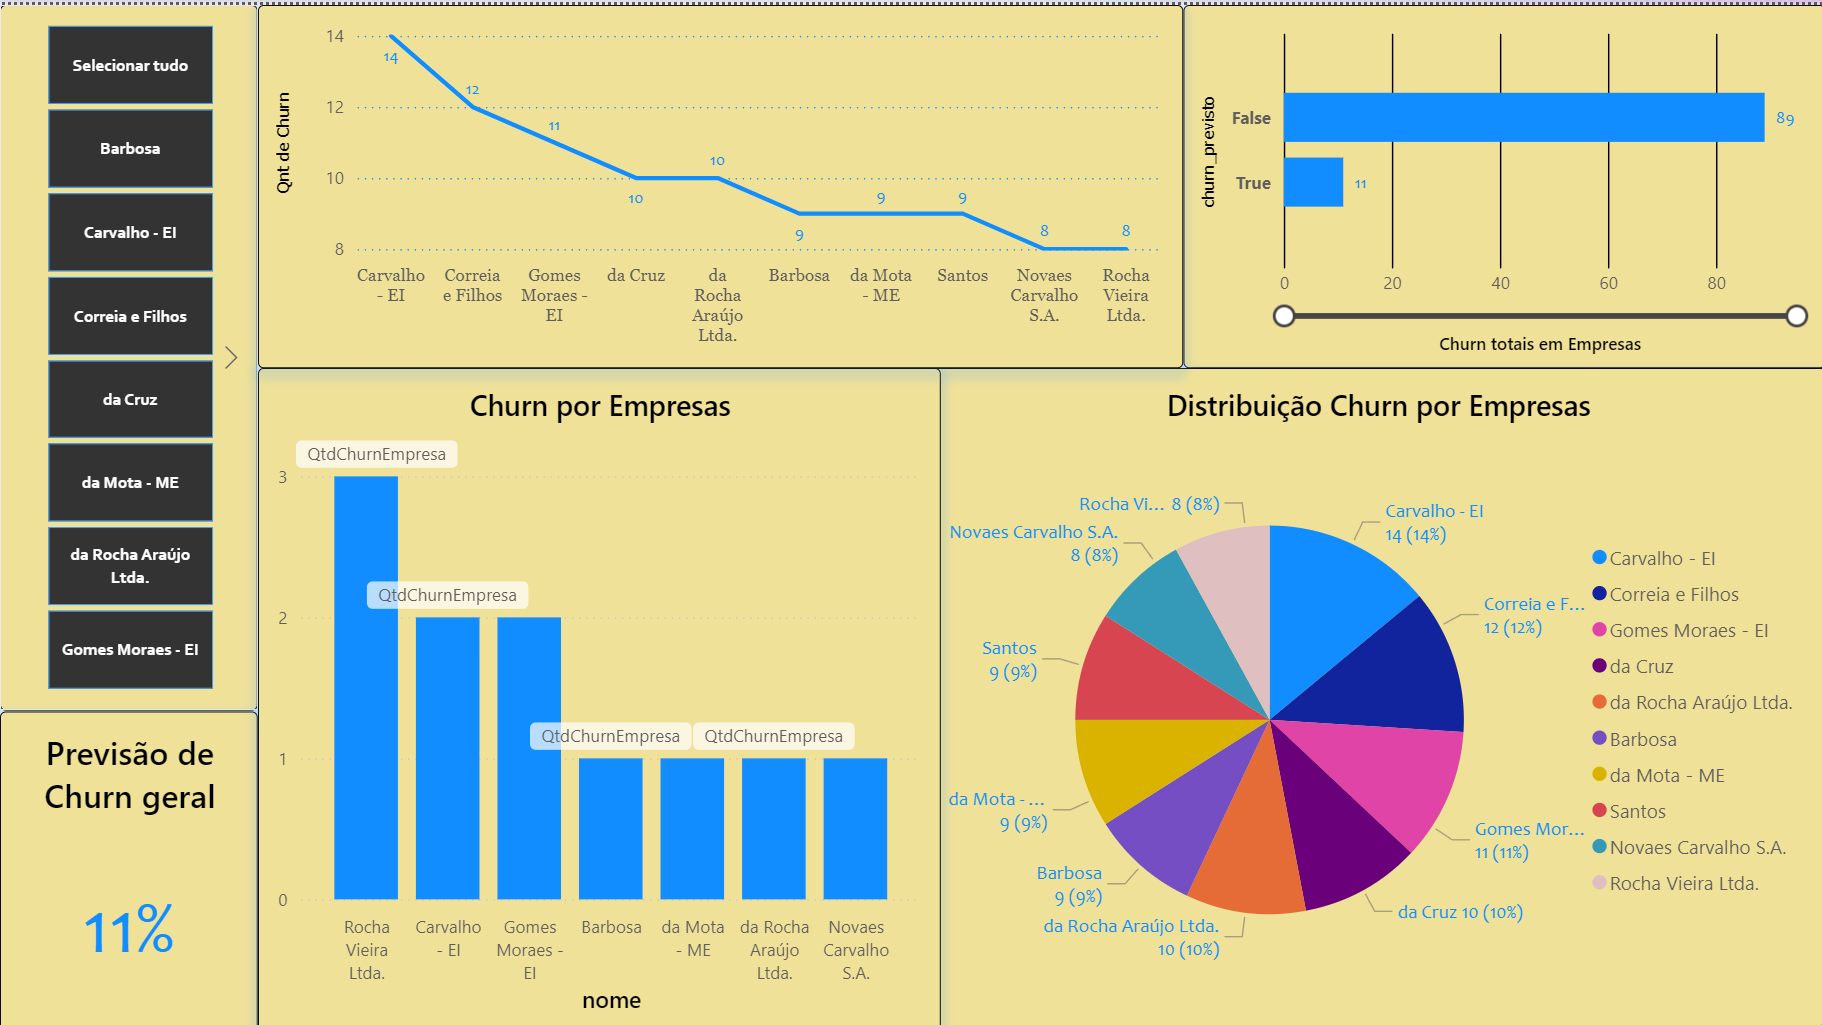 Selecionar tudo
Barbosa
Carvalho - EI
Correia e Filhos
da Cruz
da Mota - ME
da Rocha Araújo
Ltda.
Gomes Moraes - EI
Previsão de
Churn geral
11%
Qnt de Churn
14
12
10
8
14
12
11
10
10
9
9
9
8
8
Carvalho
- EI
Correia
e Filhos
Gomes
Moraes -
EI
da Cruz
da
Rocha
Araújo
Ltda.
Barbosa
da Mota
- ME
Santos
Novaes
Carvalho
S.A.
Rocha
Vieira
Ltda.
churn_previsto
False
89
True
11
0
20
40
60
80
Churn totais em Empresas
Churn por Empresas
3
2
1
0
QtdChurnEmpresa
QtdChurnEmpresa
QtdChurnEmpresa
QtdChurnEmpresa
Rocha
Vieira
Ltda.
Carvalho
- EI
Gomes
Moraes -
EI
Barbosa
da Mota
- ME
da Rocha
Araújo
Ltda.
Novaes
Carvalho
S.A.
nome
Distribuição Churn por Empresas
Rocha Vi... 8 (8%)
Novaes Carvalho S.A.
8 (8%)
Santos
9 (9%)
da Mota - ...
9 (9%)
Barbosa
9 (9%)
da Rocha Araújo Ltda.
10 (10%)
Carvalho - EI
14 (14%)
Correia e F...
12 (12%)
Gomes Mor...
11 (11%)
da Cruz 10 (10%)
Carvalho - EI
Correia e Filhos
Gomes Moraes - EI
da Cruz
da Rocha Araújo Ltda.
Barbosa
da Mota - ME
Santos
Novaes Carvalho S.A.
Rocha Vieira Ltda.